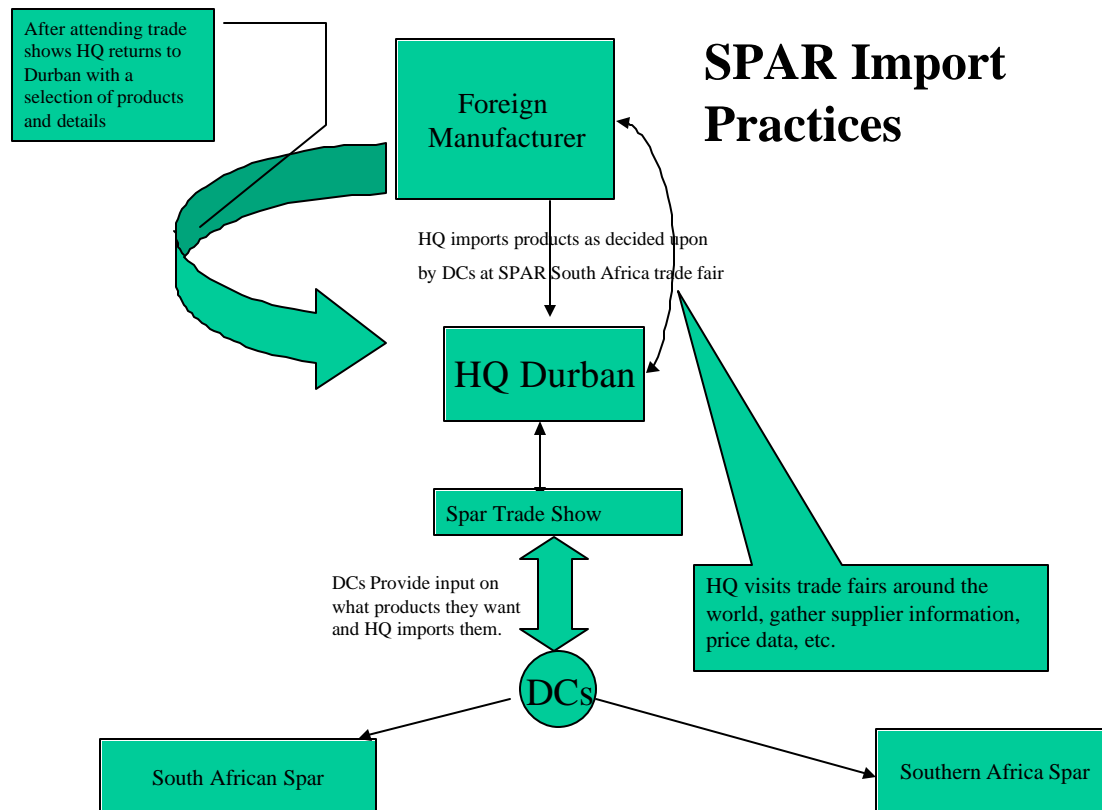 After attending trade
shows HQ returns to
Durban with a
selection of products
and details
SPAR Import
Practices
Foreign
Manufacturer
HQ imports products as decided upon
by DCs at SPAR South Africa trade fair
HQ Durban
Spar Trade Show
DCs Provide input on
what products they want
and HQ imports them.
HQ visits trade fairs around the
world, gather supplier information,
price data, etc.
DCs
South African Spar
Southern Africa Spar